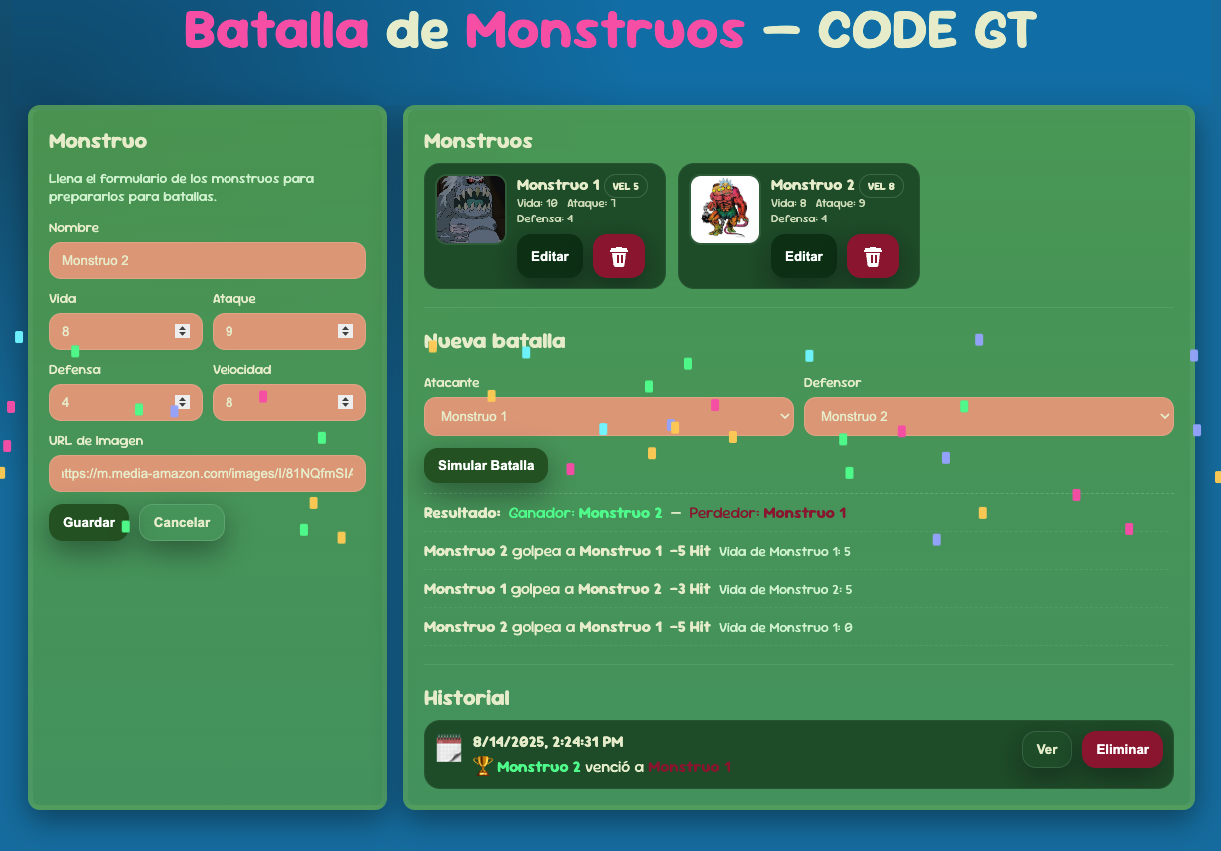 Batalla de Monstruos — CODE GT
Monstruo
Llena el formulario de los monstruos para
prepararlos para batallas.
Nombre
Monstruo 2
Vida
Ataque
8
9
Defensa
Velocidad
4
8
URL de Imagen
ttps://m.media-amazon.com/images/I/81NQfmSIA
Guardar
Cancelar
Monstruos
Monstruo 1 VEL 5
Vida: 10 Ataque: 7
Defensa: 4
Editar
Monstruo 2 VEL 8
Vida: 8 Ataque: 9
Defensa: 4
Editar
Nueva batalla
Atacante
Defensor
Monstruo 1
Monstruo 2
Simular Batalla
Resultado: Ganador: Monstruo 2 — Perdedor: Monstruo 1
Monstruo 2 golpea a Monstruo 1 -5 Hit Vida de Monstruo 1: 5
Monstruo 1 golpea a Monstruo 2 -3 Hit Vida de Monstruo 2: 5
Monstruo 2 golpea a Monstruo 1 -5 Hit Vida de Monstruo 1: 0
Historial
8/14/2025, 2:24:31 PM
Monstruo 2 venció a Monstruo 1
Ver
Eliminar